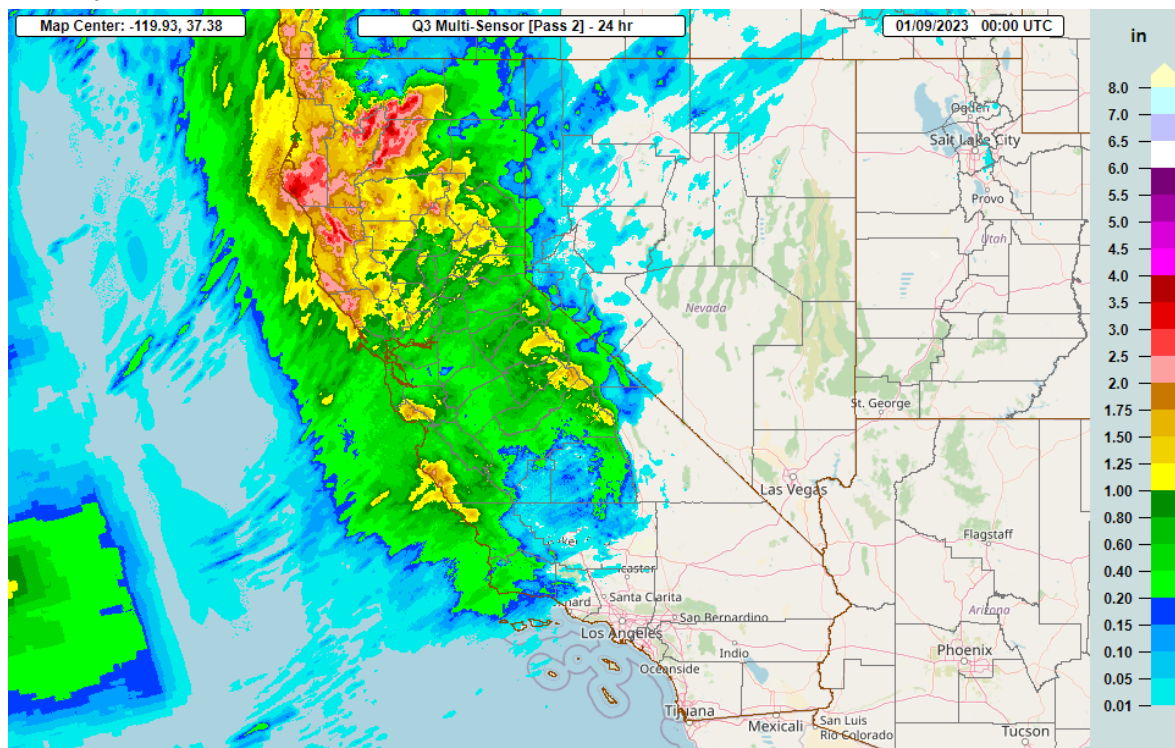 Map Center: -119.93, 37.38
Q3 Multi-Sensor [Pass 2] - 24 hr
01/09/2023 00:00 UTC
in
8.0
7.0
6.5
6.0
5.5
5.0
4.5
4.0
3.5
3.0
2.5
2.0
1.75
1.50
1.25
1.00
0.80
0.60
0.40
0.20
0.15
0.10
0.05
0.01
Ogden
Salt Lake City
Provo
Utah
Nevada
St. George
Las Vegas
Flagstaff
caster
Santa Clarita
nard
San Bernardino
Los Angeles
Arizona
Indio
Phoenix
Oceanside
Tijuana
Mexicali
San Luis
Río Colorado
Tucson